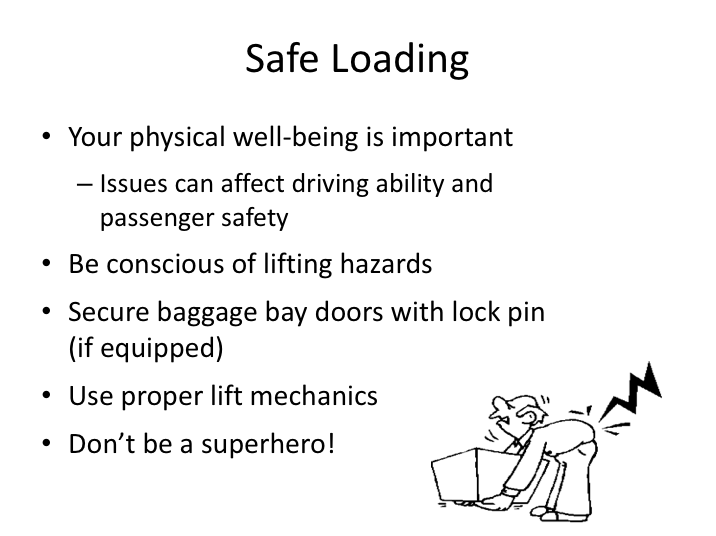 Safe Loading
• Your physical well-being is important
– Issues can affect driving ability and
passenger safety
• Be conscious of lifting hazards
• Secure baggage bay doors with lock pin
(if equipped)
• Use proper lift mechanics
• Don’t be a superhero!